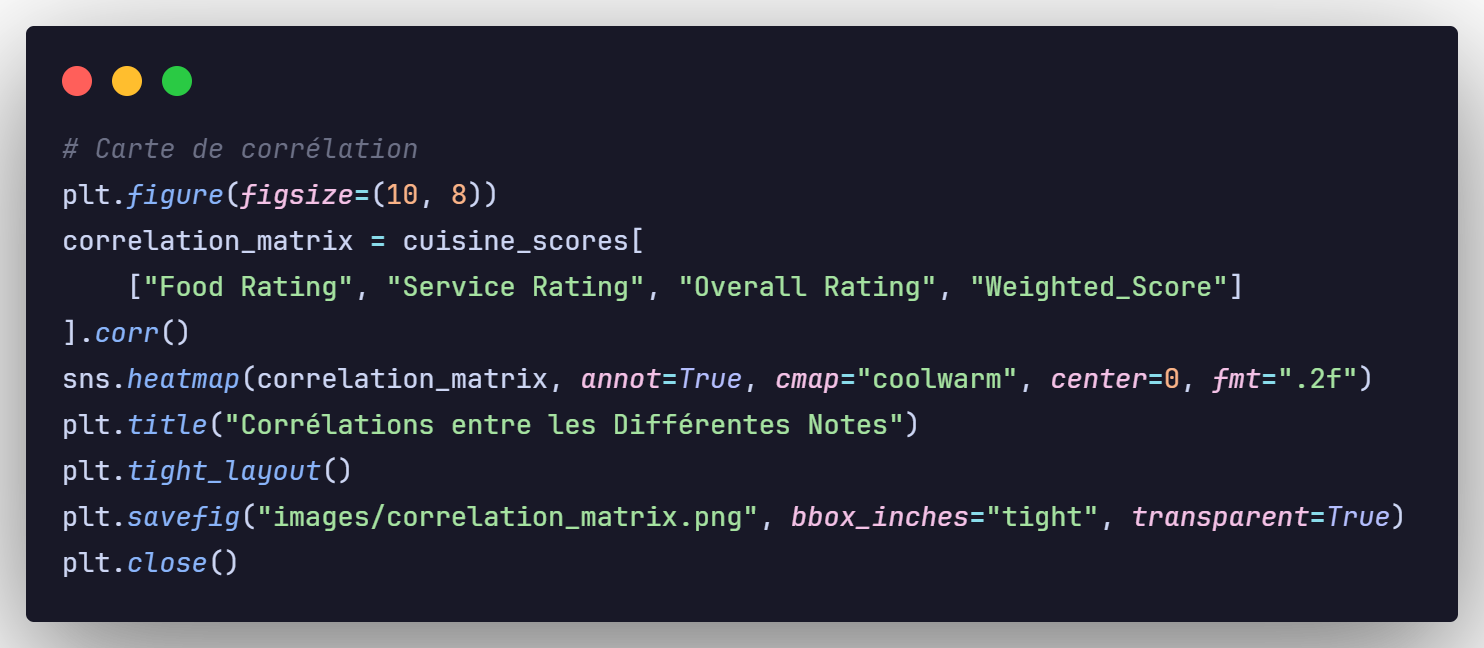 # Carte de corrélation
plt.figure(figsize=(10, 8))
correlation_matrix = cuisine_scores[
    ["Food Rating", "Service Rating", "Overall Rating", "Weighted_Score"]
].corr()
sns.heatmap(correlation_matrix, annot=True, cmap="coolwarm", center=0, fmt=".2f")
plt.title("Corrélations entre les Différentes Notes")
plt.tight_layout()
plt.savefig("images/correlation_matrix.png", bbox_inches="tight", transparent=True)
plt.close()